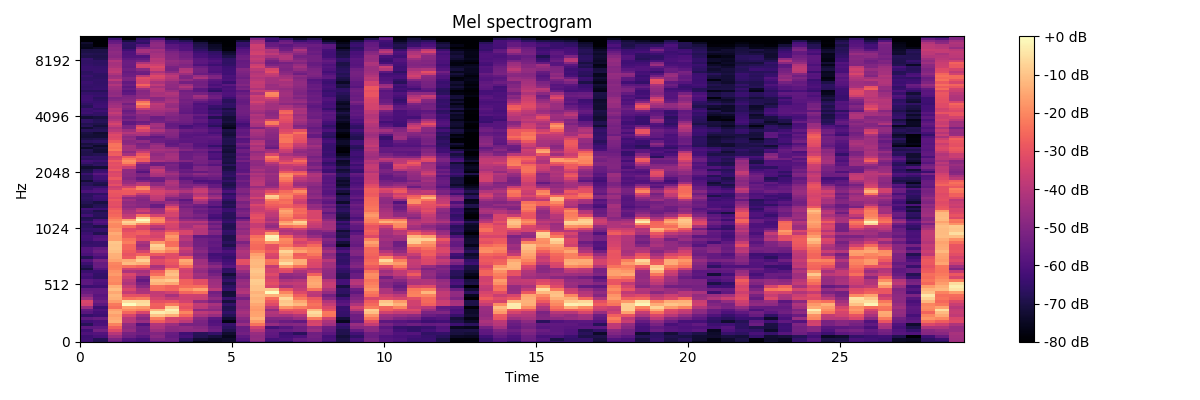 Mel spectrogram
8192
4096
2048
1024
512
0
Hz
0 5 10 15 20 25
Time
+0 dB
-10 dB
-20 dB
-30 dB
-40 dB
-50 dB
-60 dB
-70 dB
-80 dB